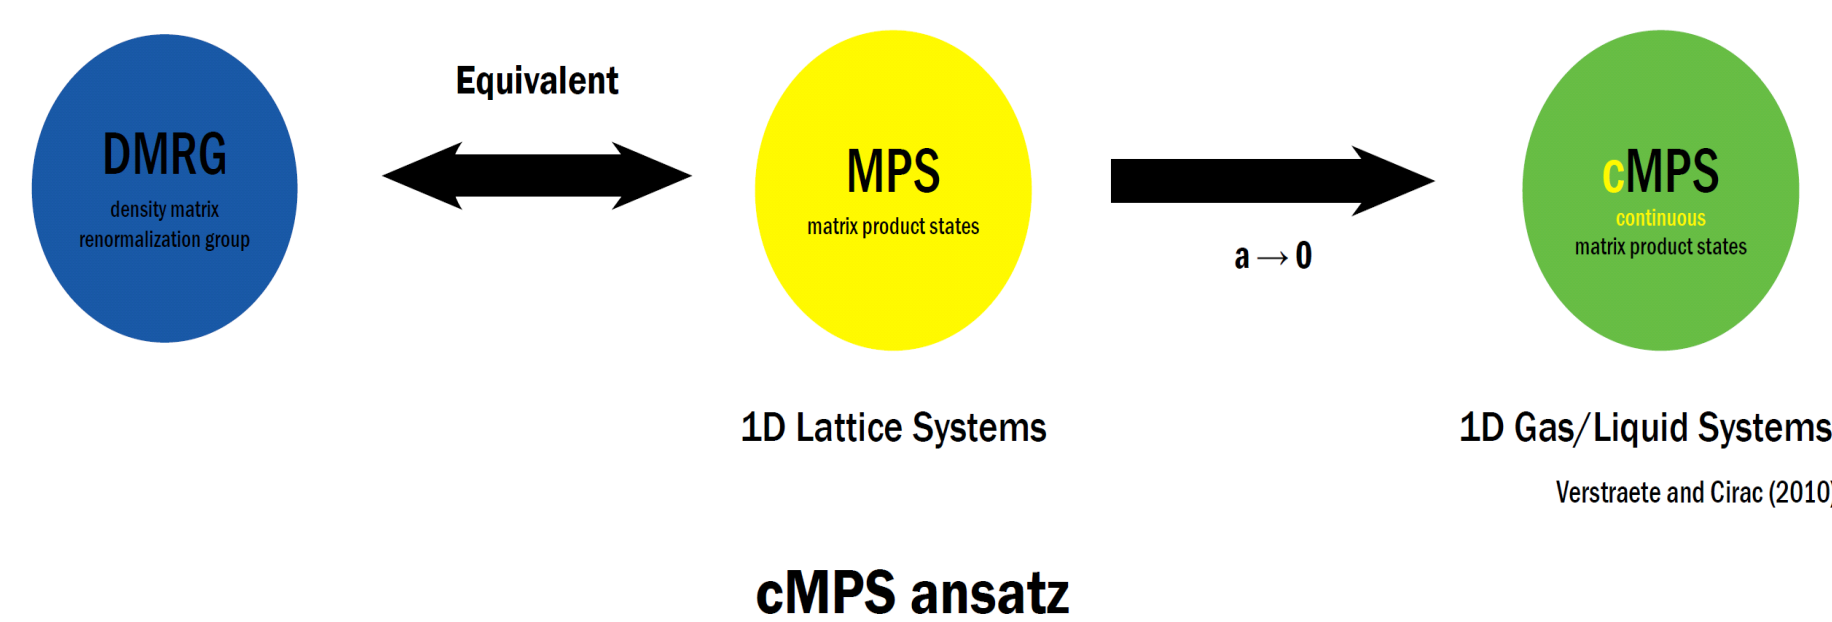 DMRG
density matrix
renormalization group
Equivalent
MPS
matrix product states
1D Lattice Systems
a → 0
cMPS
continuous
matrix product states
1D Gas/Liquid Systems
Verstraete and Cirac (2010)
cMPS ansatz